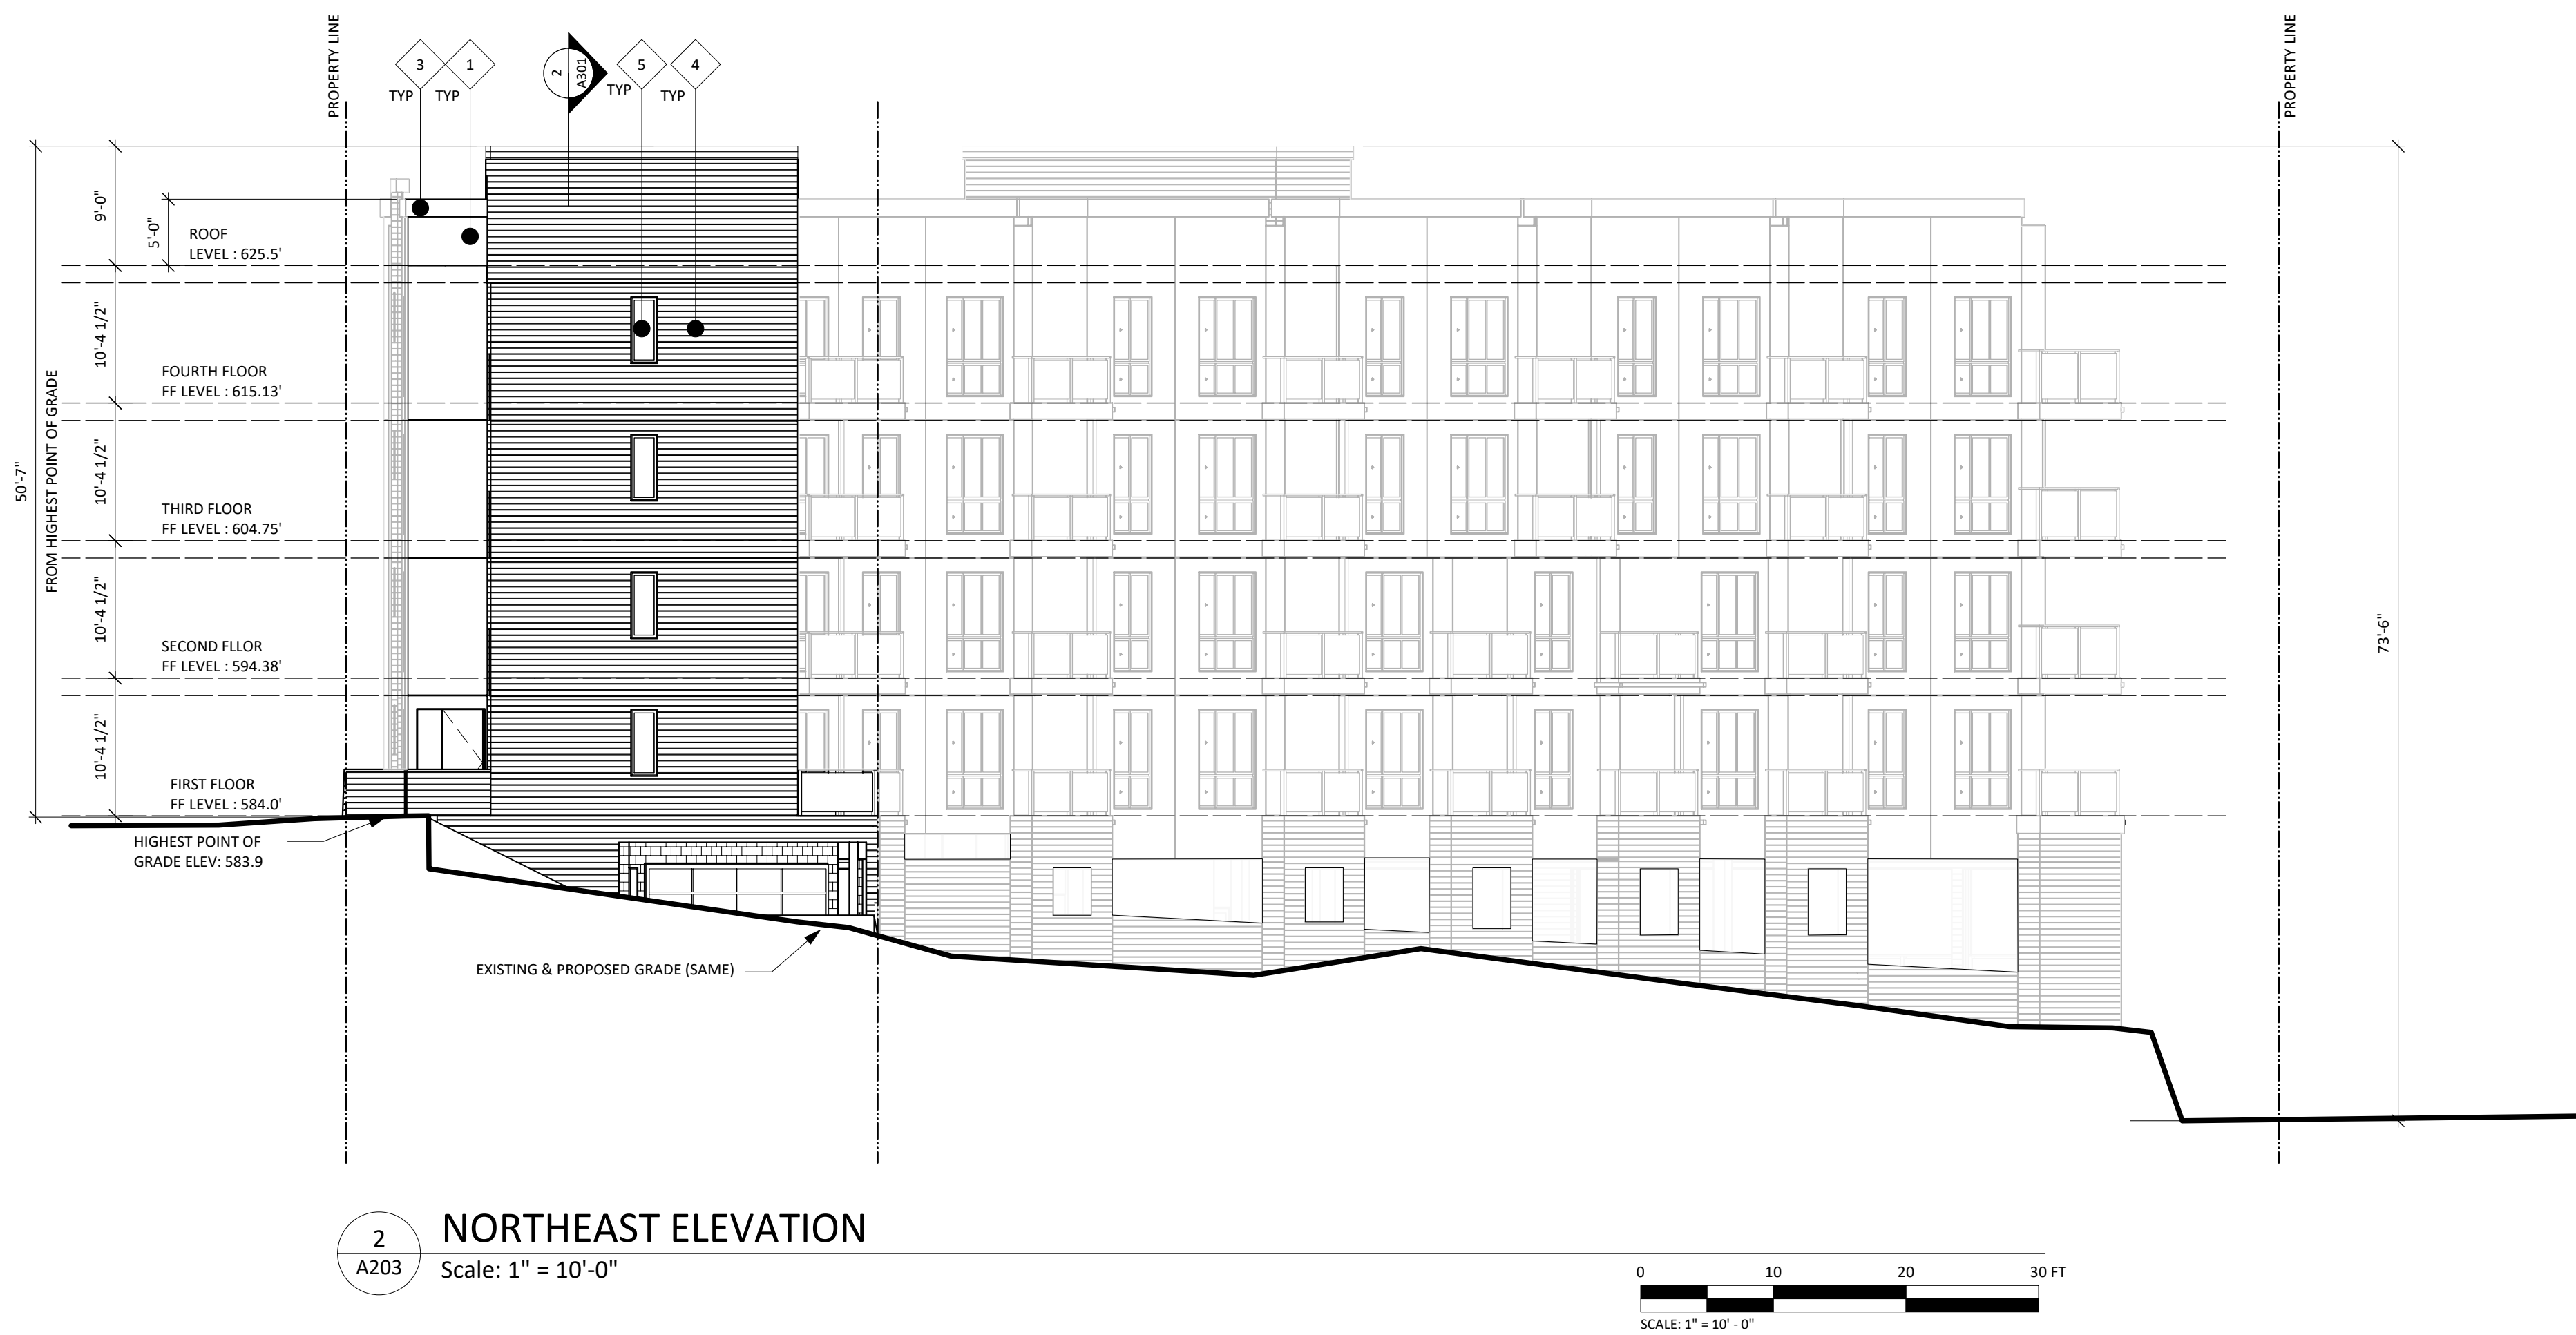 PROPERTY LINE
3
1
2
A301
5
4
PROPERTY LINE
TYP
TYP
TYP
TYP
9'-0"
5'-0"
ROOF
LEVEL : 625.5'
10'-4 1/2"
FOURTH FLOOR
FF LEVEL : 615.13'
50'-7"
FROM HIGHEST POINT OF GRADE
10'-4 1/2"
THIRD FLOOR
FF LEVEL : 604.75'
10'-4 1/2"
SECOND FLLOR
FF LEVEL : 594.38'
73'-6"
10'-4 1/2"
FIRST FLOOR
FF LEVEL : 584.0'
HIGHEST POINT OF
GRADE ELEV: 583.9
EXISTING & PROPOSED GRADE (SAME)
2
A203
NORTHEAST ELEVATION
Scale: 1" = 10'-0"
0 10 20 30 FT
SCALE: 1" = 10' - 0"